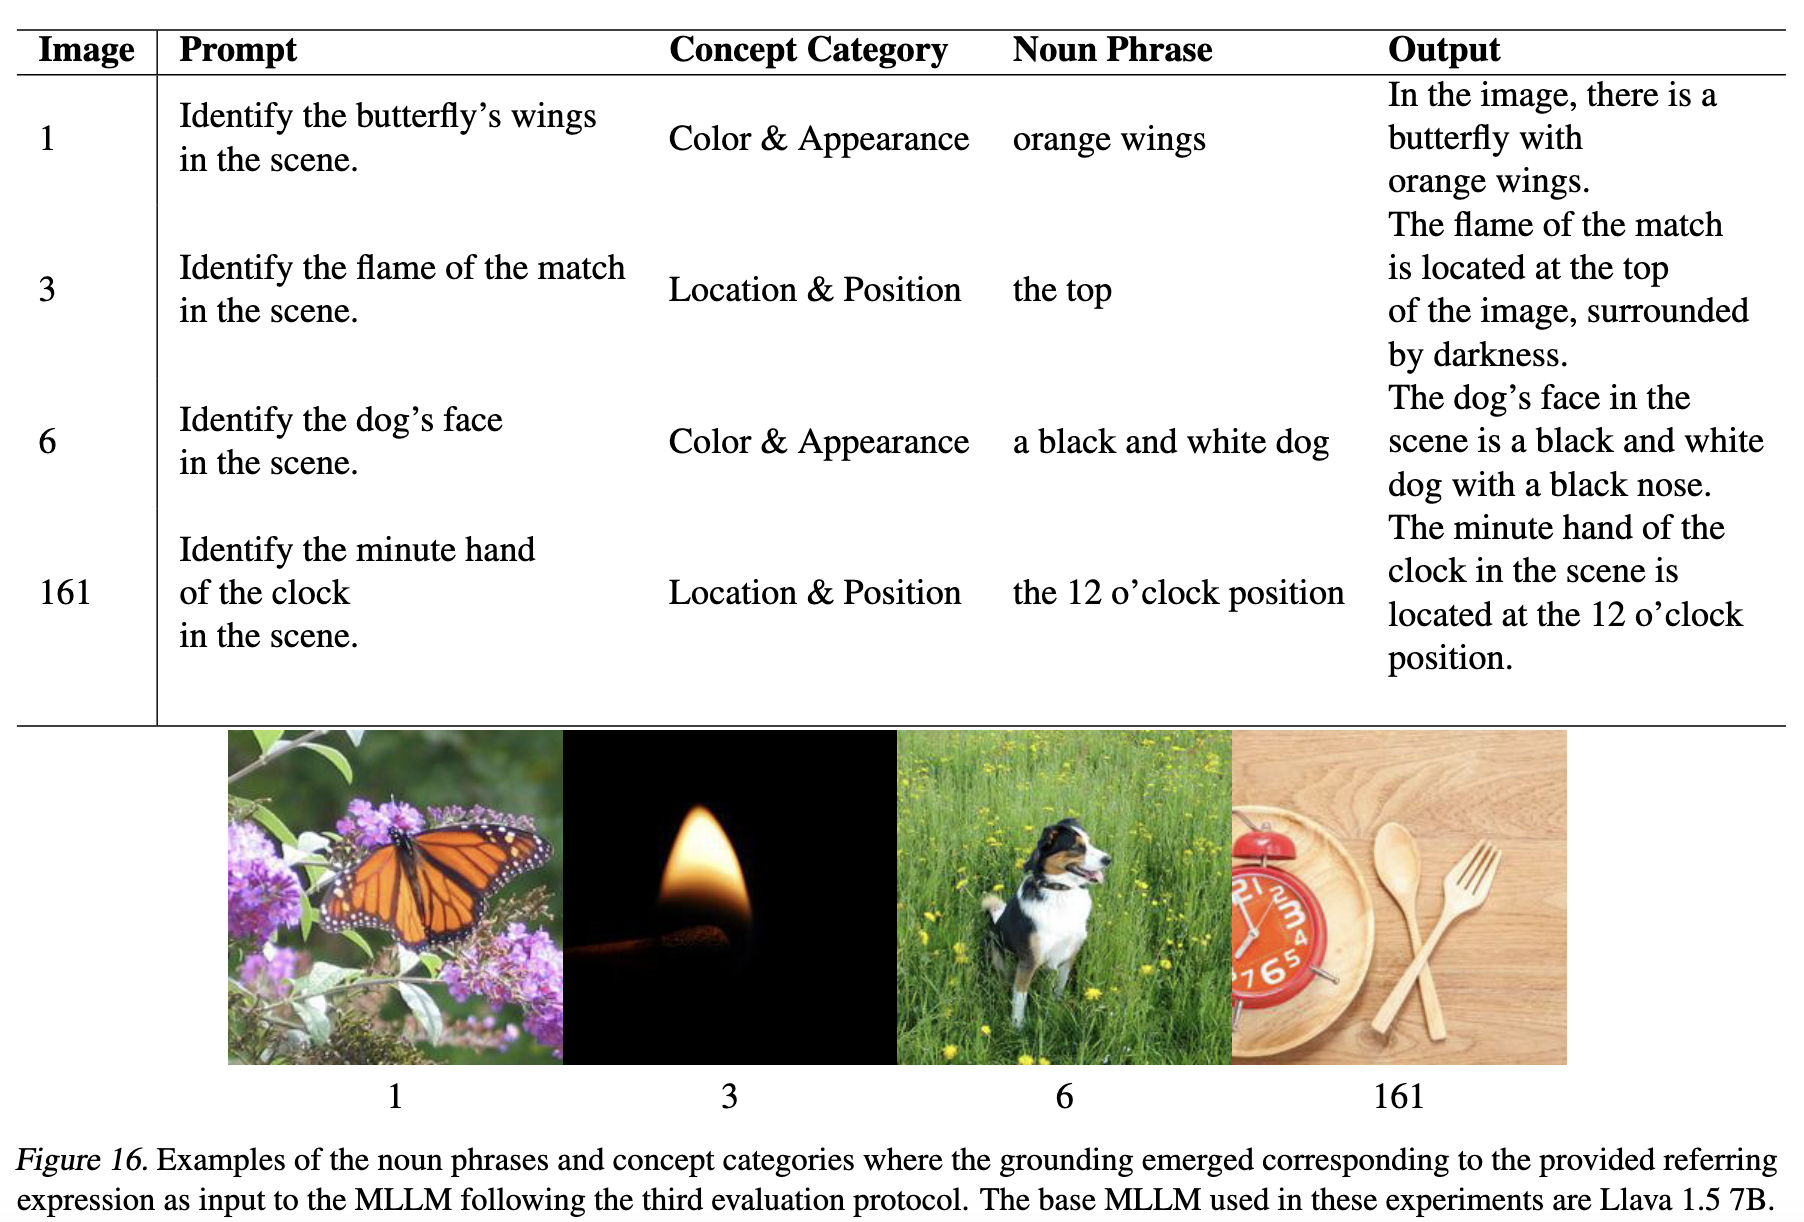 Image Prompt Concept Category Noun Phrase Output
1 Identify the butterfly’s wings in the scene. Color & Appearance orange wings In the image, there is a butterfly with orange wings.
3 Identify the flame of the match in the scene. Location & Position the top The flame of the match is located at the top of the image, surrounded by darkness.
6 Identify the dog’s face in the scene. Color & Appearance a black and white dog The dog’s face in the scene is a black and white dog with a black nose.
161 Identify the minute hand of the clock in the scene. Location & Position the 12 o’clock position The minute hand of the clock in the scene is located at the 12 o’clock position.
2 1 2 3 4 5 6 7
1 3 6 161
Figure 16. Examples of the noun phrases and concept categories where the grounding emerged corresponding to the provided referring
expression as input to the MLLM following the third evaluation protocol. The base MLLM used in these experiments are Llava 1.5 7B.